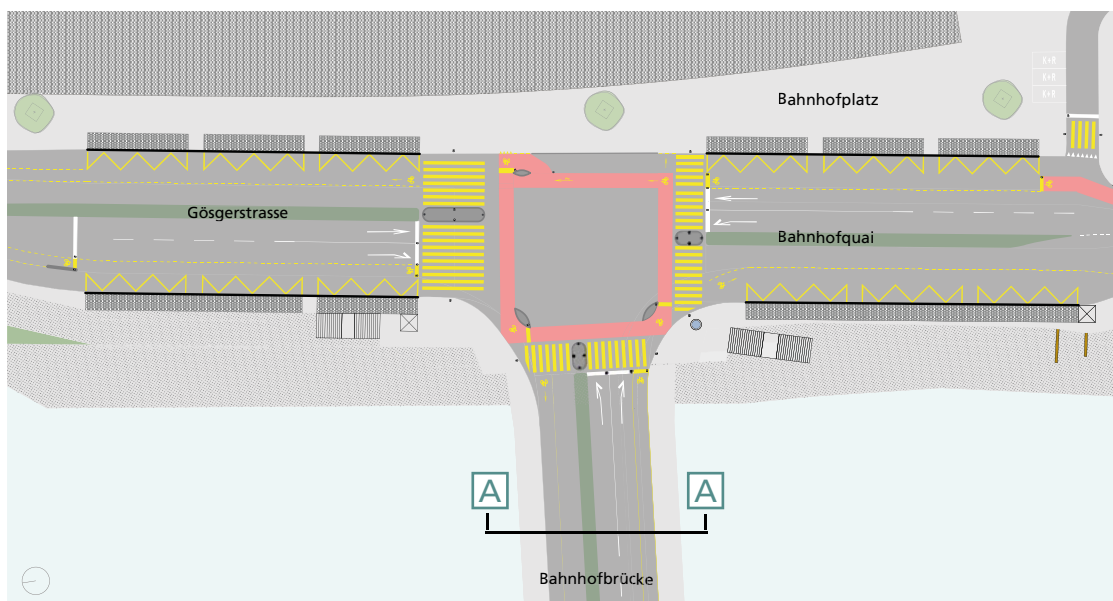 K+R
K+R
K+R
Bahnhofplatz
Gösgerstrasse
Bahnhofquai
A
A
Bahnhofbrücke